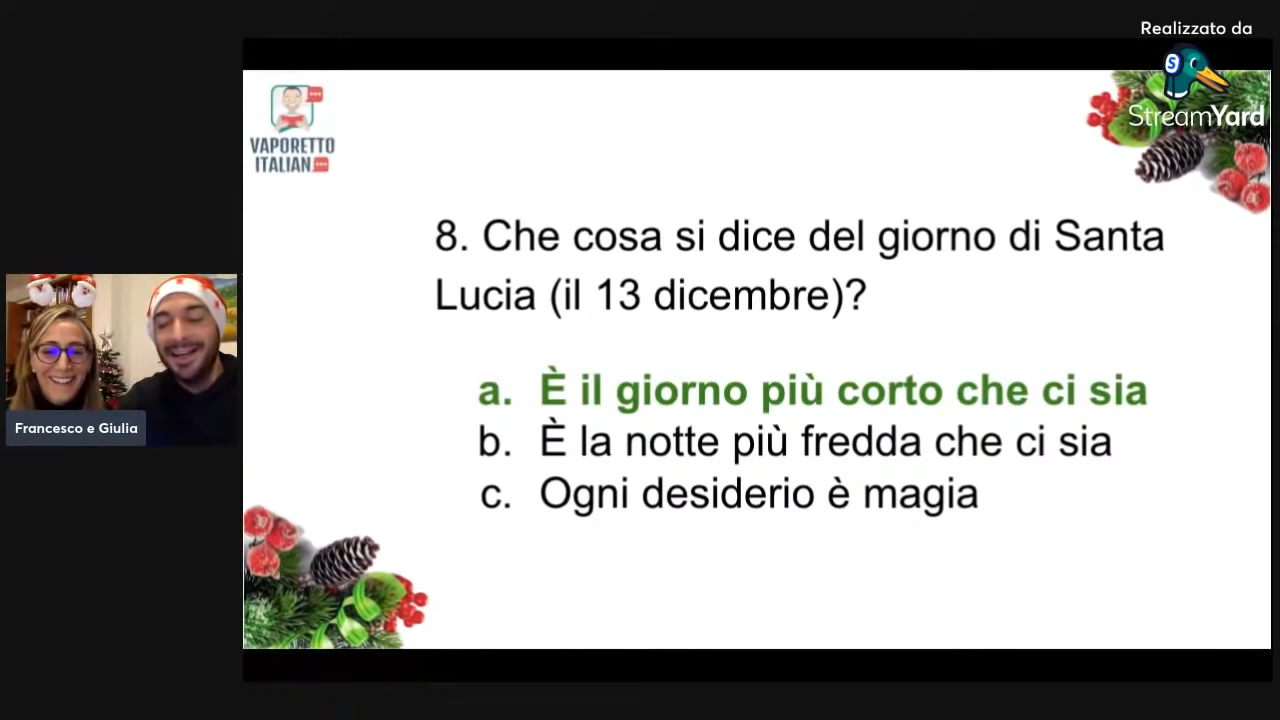 Realizzato da
StreamYard
VAPORETTO
ITALIAN
8. Che cosa si dice del giorno di Santa
Lucia (il 13 dicembre)?
a. È il giorno più corto che ci sia
b. È la notte più fredda che ci sia
c. Ogni desiderio è magia
Francesco e Giulia